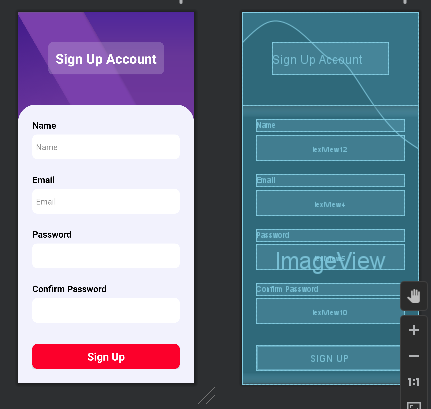 Sign Up Account
Name
Name
Email
Email
Password
Confirm Password
Sign Up
Sign Up Account
Name
TextView12
Email
TextView4
Password
ImageView
Confirm Password
TextView10
SIGN UP
1:1